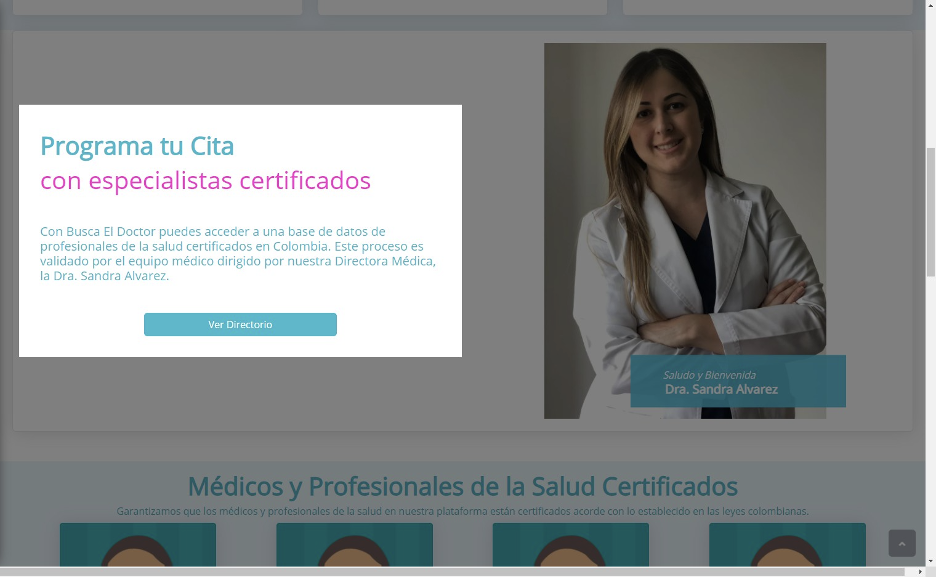 Programa tu Cita
con especialistas certificados
Con Busca El Doctor puedes acceder a una base de datos de
profesionales de la salud certificados en Colombia. Este proceso es
validado por el equipo médico dirigido por nuestra Directora Médica,
la Dra. Sandra Alvarez.
Ver Directorio
Saludo y Bienvenida
Dra. Sandra Alvarez
Médicos y Profesionales de la Salud Certificados
Garantizamos que los médicos y profesionales de la salud en nuestra plataforma están certificados acorde con lo establecido en las leyes colombianas.